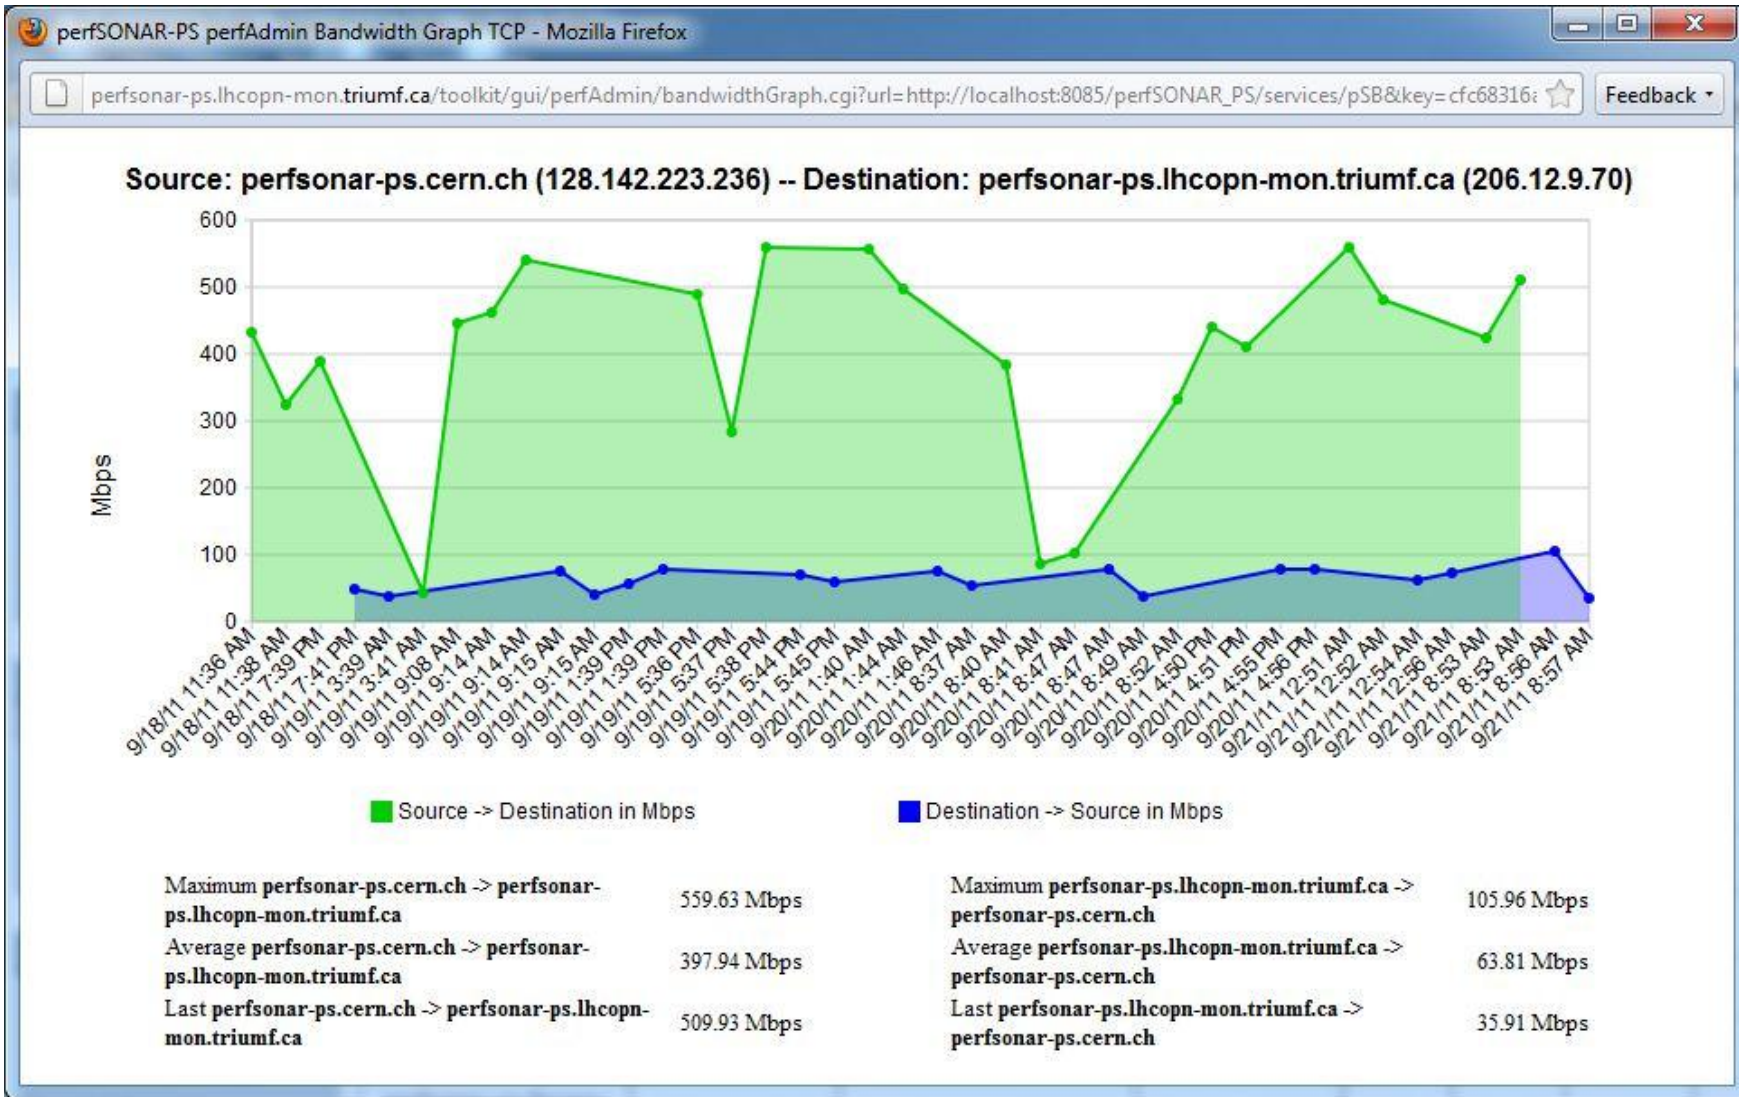 perfSONAR-PS perfAdmin Bandwidth Graph TCP - Mozilla Firefox
perfsonar-ps.lhcopn-mon.triumf.ca/toolkit/gui/perfAdmin/bandwidthGraph.cgi?url=http://localhost:8085/perfSONAR_PS/services/pSB&key=cfc68316a
Feedback
Source: perfsonar-ps.cern.ch (128.142.223.236) -- Destination: perfsonar-ps.lhcopn-mon.triumf.ca (206.12.9.70)
600
500
400
300
200
100
0
Mbps
9/18/11 11:36 AM
9/18/11 11:38 AM
9/18/11 7:39 PM
9/18/11 7:41 PM
9/19/11 3:39 AM
9/19/11 3:41 AM
9/19/11 9:08 AM
9/19/11 9:14 AM
9/19/11 9:14 AM
9/19/11 9:15 AM
9/19/11 9:15 AM
9/19/11 1:39 PM
9/19/11 1:39 PM
9/19/11 5:36 PM
9/19/11 5:37 PM
9/19/11 5:38 PM
9/19/11 5:44 PM
9/19/11 5:45 PM
9/20/11 1:40 AM
9/20/11 1:44 AM
9/20/11 1:46 AM
9/20/11 8:37 AM
9/20/11 8:40 AM
9/20/11 8:41 AM
9/20/11 8:47 AM
9/20/11 8:47 AM
9/20/11 8:49 AM
9/20/11 8:52 AM
9/20/11 4:50 PM
9/20/11 4:51 PM
9/20/11 4:55 PM
9/20/11 4:56 PM
9/21/11 12:51 AM
9/21/11 12:52 AM
9/21/11 12:54 AM
9/21/11 12:56 AM
9/21/11 8:53 AM
9/21/11 8:53 AM
9/21/11 8:56 AM
9/21/11 8:57 AM
Source -> Destination in Mbps
Destination -> Source in Mbps
Maximum perfsonar-ps.cern.ch -> perfsonar-
ps.lhcopn-mon.triumf.ca
559.63 Mbps
Average perfsonar-ps.cern.ch -> perfsonar-
ps.lhcopn-mon.triumf.ca
397.94 Mbps
Last perfsonar-ps.cern.ch -> perfsonar-ps.lhcopn-
mon.triumf.ca
509.93 Mbps
Maximum perfsonar-ps.lhcopn-mon.triumf.ca ->
perfsonar-ps.cern.ch
105.96 Mbps
Average perfsonar-ps.lhcopn-mon.triumf.ca ->
perfsonar-ps.cern.ch
63.81 Mbps
Last perfsonar-ps.lhcopn-mon.triumf.ca ->
perfsonar-ps.cern.ch
35.91 Mbps